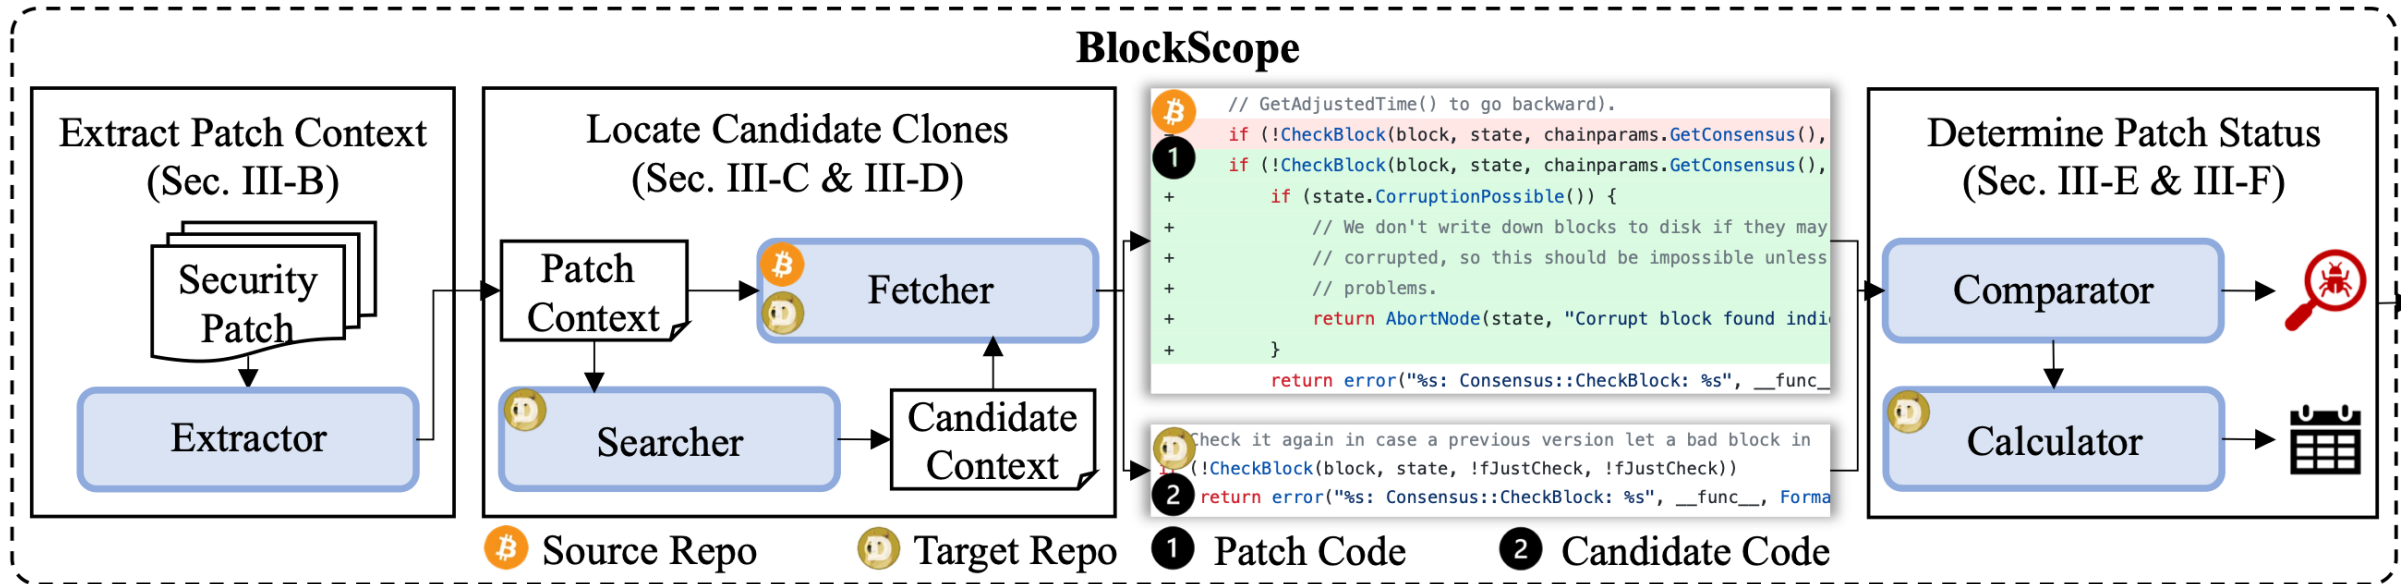 BlockScope
Extract Patch Context
(Sec. III-B)
Security
Patch
Extractor
Locate Candidate Clones
(Sec. III-C & III-D)
Patch
Context
Fetcher
Searcher
Candidate
Context
// GetAdjustedTime() to go backward).
- if (!CheckBlock(block, state, chainparams.GetConsensus(),
1
+ if (!CheckBlock(block, state, chainparams.GetConsensus(),
+ if (state.CorruptionPossible()) {
+ // We don't write down blocks to disk if they may
+ // corrupted, so this should be impossible unless
+ // problems.
+ return AbortNode(state, "Corrupt block found indi
+ }
return error("%s: Consensus::CheckBlock: %s", __func_
Check it again in case a previous version let a bad block in
if (!CheckBlock(block, state, !fJustCheck, !fJustCheck))
2
return error("%s: Consensus::CheckBlock: %s", __func__, Forma
Determine Patch Status
(Sec. III-E & III-F)
Comparator
Calculator
Source Repo
Target Repo
1 Patch Code
2 Candidate Code